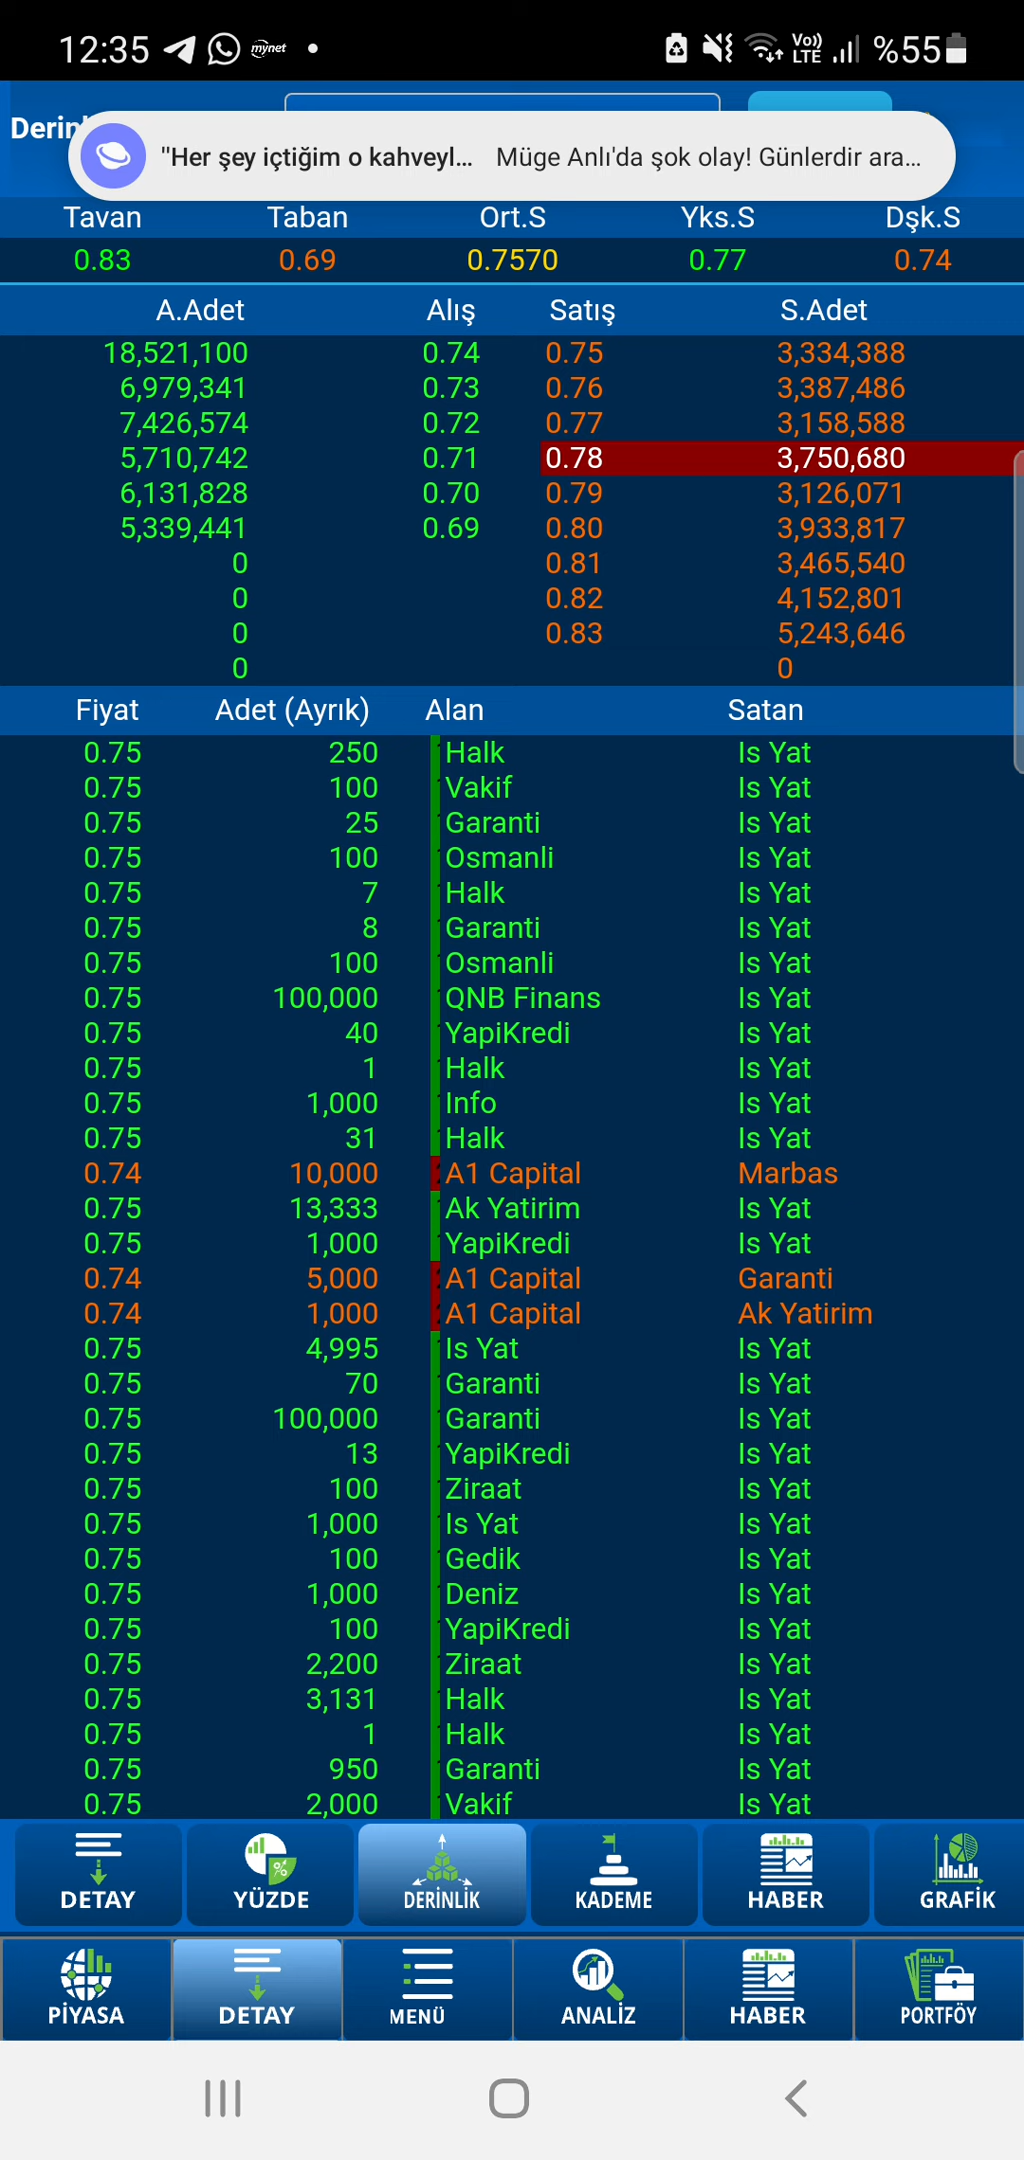 12:35 mynet Vo)) LTE %55
Derin
"Her şey içtiğim o kahveyl... Müge Anlı'da şok olay! Günlerdir ara...
Tavan Taban Ort.S Yks.S Dşk.S
0.83 0.69 0.7570 0.77 0.74
A.Adet Alış Satış S.Adet
18,521,100 0.74 0.75 3,334,388
6,979,341 0.73 0.76 3,387,486
7,426,574 0.72 0.77 3,158,588
5,710,742 0.71 0.78 3,750,680
6,131,828 0.70 0.79 3,126,071
5,339,441 0.69 0.80 3,933,817
0 0.81 3,465,540
0 0.82 4,152,801
0 0.83 5,243,646
0 0
Fiyat Adet (Ayrık) Alan Satan
0.75 250 Halk Is Yat
0.75 100 Vakif Is Yat
0.75 25 Garanti Is Yat
0.75 100 Osmanli Is Yat
0.75 7 Halk Is Yat
0.75 8 Garanti Is Yat
0.75 100 Osmanli Is Yat
0.75 100,000 QNB Finans Is Yat
0.75 40 YapiKredi Is Yat
0.75 1 Halk Is Yat
0.75 1,000 Info Is Yat
0.75 31 Halk Is Yat
0.74 10,000 A1 Capital Marbas
0.75 13,333 Ak Yatirim Is Yat
0.75 1,000 YapiKredi Is Yat
0.74 5,000 A1 Capital Garanti
0.74 1,000 A1 Capital Ak Yatirim
0.75 4,995 Is Yat Is Yat
0.75 70 Garanti Is Yat
0.75 100,000 Garanti Is Yat
0.75 13 YapiKredi Is Yat
0.75 100 Ziraat Is Yat
0.75 1,000 Is Yat Is Yat
0.75 100 Gedik Is Yat
0.75 1,000 Deniz Is Yat
0.75 100 YapiKredi Is Yat
0.75 2,200 Ziraat Is Yat
0.75 3,131 Halk Is Yat
0.75 1 Halk Is Yat
0.75 950 Garanti Is Yat
0.75 2,000 Vakif Is Yat
DETAY YÜZDE DERİNLİK KADEME HABER GRAFİK
PİYASA DETAY MENÜ ANALİZ HABER PORTFÖY